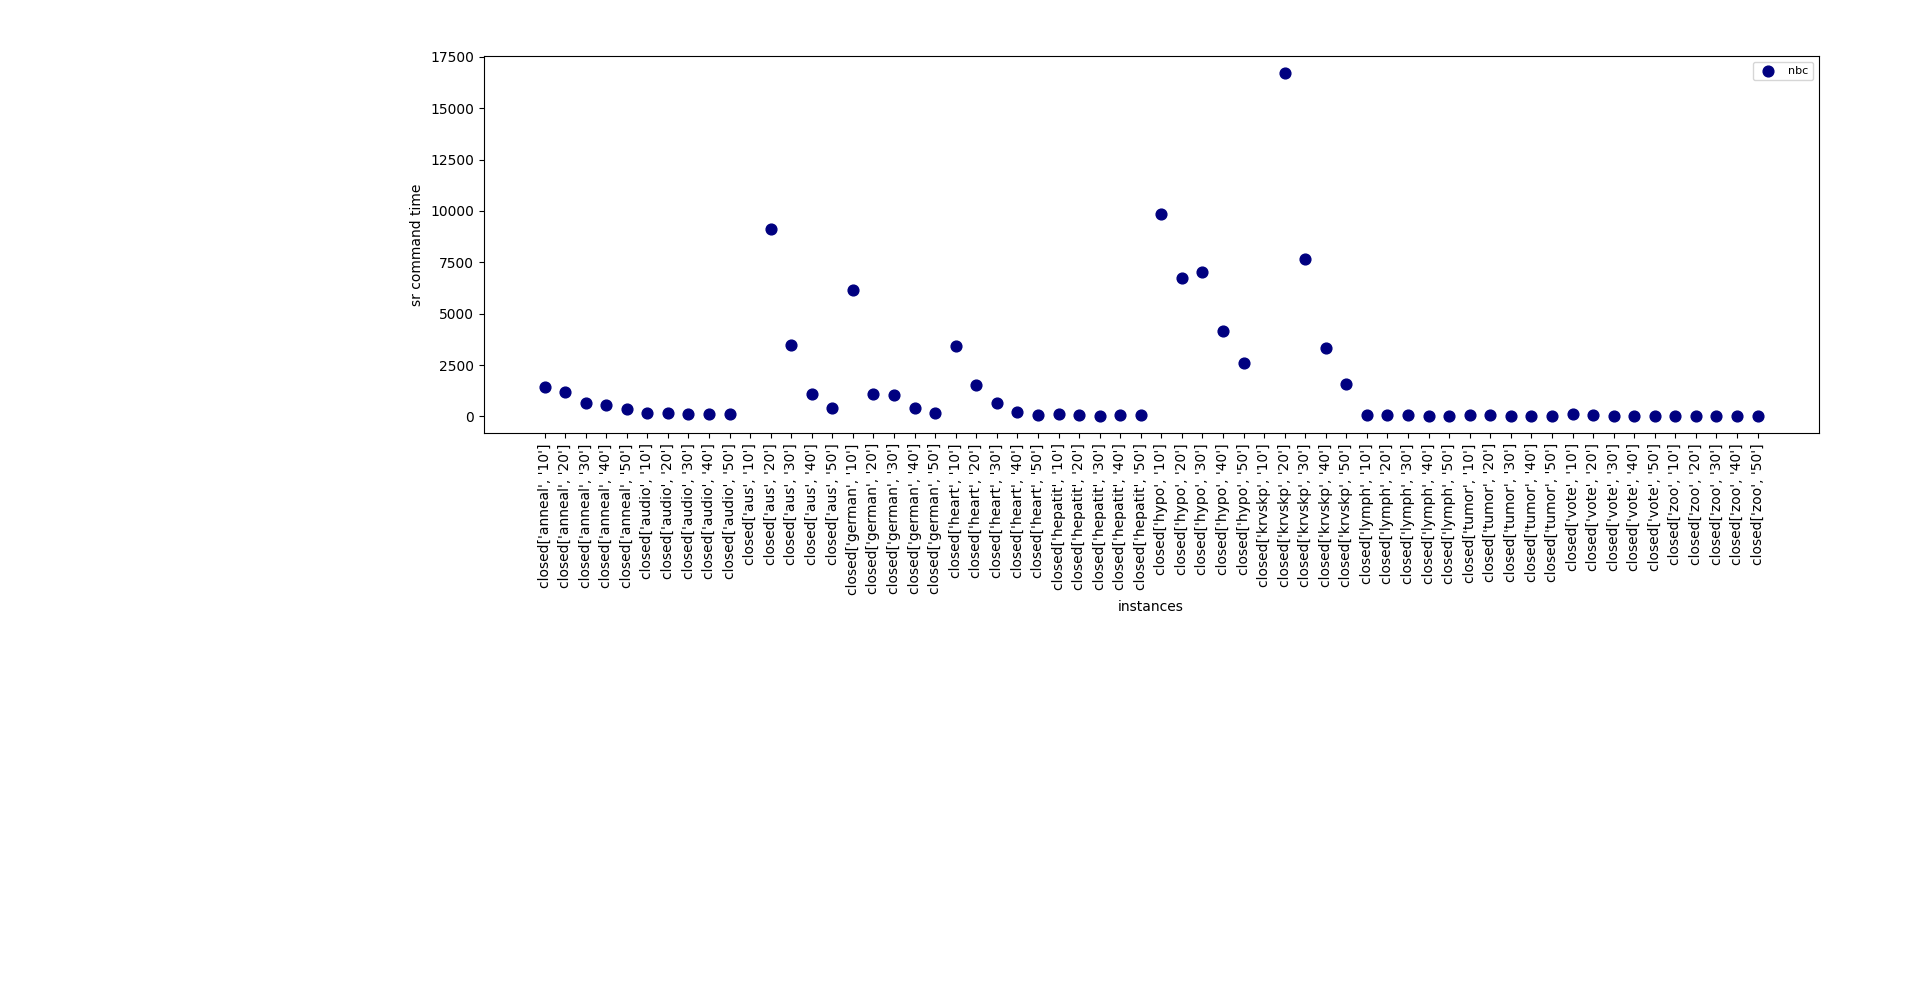 17500
15000
12500
10000
7500
5000
2500
0
sr command time
nbc
closed['anneal', '10']
closed['anneal', '20']
closed['anneal', '30']
closed['anneal', '40']
closed['anneal', '50']
closed['audio', '10']
closed['audio', '20']
closed['audio', '30']
closed['audio', '40']
closed['audio', '50']
closed['aus', '10']
closed['aus', '20']
closed['aus', '30']
closed['aus', '40']
closed['aus', '50']
closed['german', '10']
closed['german', '20']
closed['german', '30']
closed['german', '40']
closed['german', '50']
closed['heart', '10']
closed['heart', '20']
closed['heart', '30']
closed['heart', '40']
closed['heart', '50']
closed['hepatit', '10']
closed['hepatit', '20']
closed['hepatit', '30']
closed['hepatit', '40']
closed['hepatit', '50']
closed['hypo', '10']
closed['hypo', '20']
closed['hypo', '30']
closed['hypo', '40']
closed['hypo', '50']
closed['krvskp', '10']
closed['krvskp', '20']
closed['krvskp', '30']
closed['krvskp', '40']
closed['krvskp', '50']
closed['lymph', '10']
closed['lymph', '20']
closed['lymph', '30']
closed['lymph', '40']
closed['lymph', '50']
closed['tumor', '10']
closed['tumor', '20']
closed['tumor', '30']
closed['tumor', '40']
closed['tumor', '50']
closed['vote', '10']
closed['vote', '20']
closed['vote', '30']
closed['vote', '40']
closed['vote', '50']
closed['zoo', '10']
closed['zoo', '20']
closed['zoo', '30']
closed['zoo', '40']
closed['zoo', '50']
instances